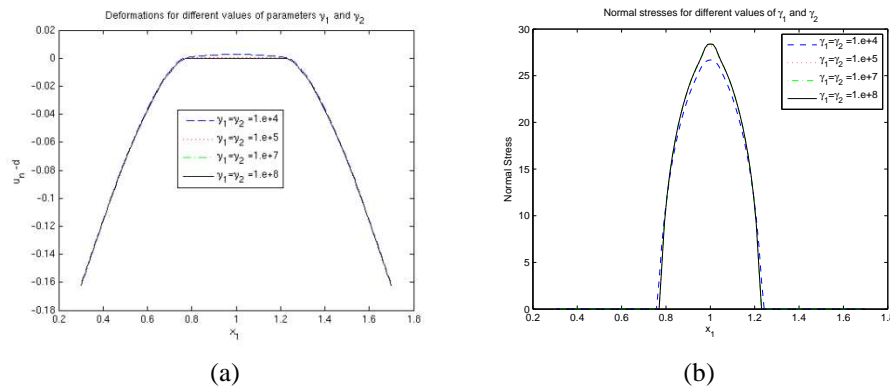 Deformations for different values of parameters γ1 and γ2
0.02
0
-0.02
-0.04
-0.06
-0.08
-0.1
-0.12
-0.14
-0.16
-0.18
un -d
γ1=γ2 =1.e+4
γ1=γ2 =1.e+5
γ1=γ2 =1.e+7
γ1=γ2 =1.e+8
0.2 0.4 0.6 0.8 1 1.2 1.4 1.6 1.8
x1
(a)
Normal stresses for different values of γ1 and γ2
30
25
20
15
10
5
0
Normal Stress
γ1=γ2 =1.e+4
γ1=γ2 =1.e+5
γ1=γ2 =1.e+7
γ1=γ2 =1.e+8
0.2 0.4 0.6 0.8 1 1.2 1.4 1.6 1.8
x1
(b)